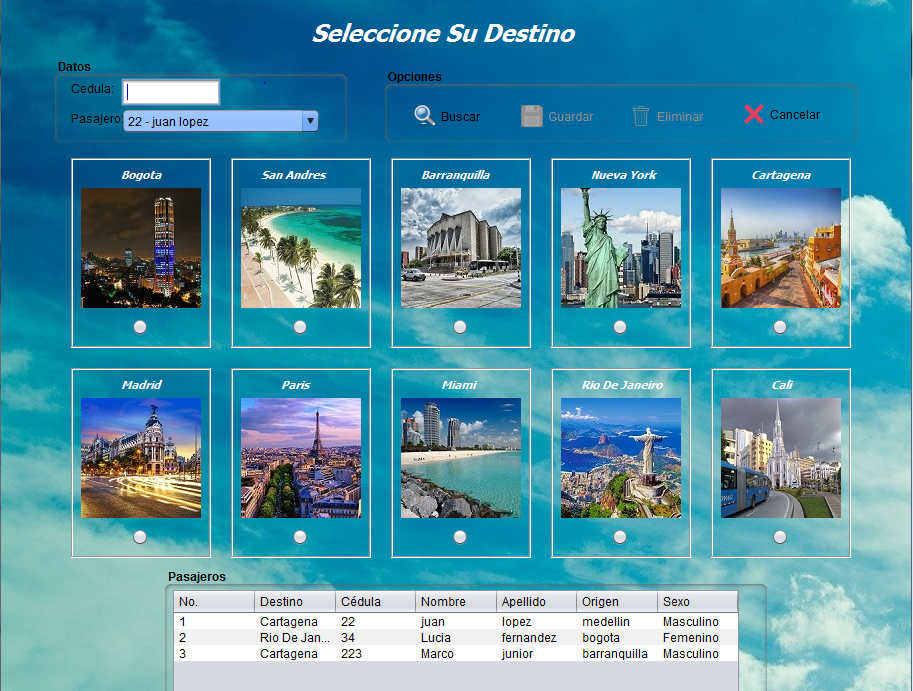 Seleccione Su Destino
Datos
Cedula:
Pasajero: 22 - juan lopez
Opciones
Buscar Guardar Eliminar Cancelar
Bogota San Andres Barranquilla Nueva York Cartagena
Madrid Paris Miami Rio De Janeiro Cali
Pasajeros
No. Destino Cédula Nombre Apellido Origen Sexo
1 Cartagena 22 juan lopez medellin Masculino
2 Rio De Jan... 34 Lucia fernandez bogota Femenino
3 Cartagena 223 Marco junior barranquilla Masculino